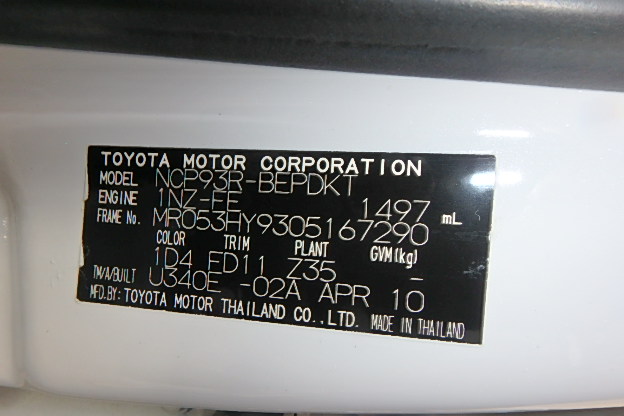 TOYOTA MOTOR CORPORATION
MODEL NCP93R-BEPDKT
ENGINE 1NZ-FE 1497 mL
FRAME No. MR053HY9305167290
COLOR TRIM PLANT GVM(kg)
1D4 FD11 Z35 -
TM/A/BUILT U340E -02A APR 10
MFD.BY: TOYOTA MOTOR THAILAND CO.,LTD. MADE IN THAILAND